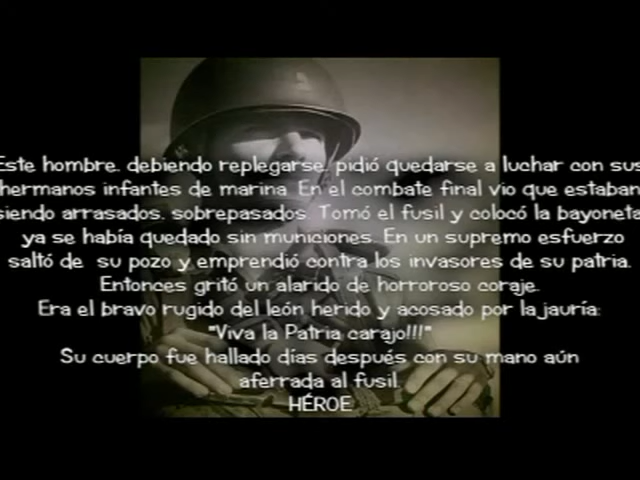 Este hombre, debiendo replegarse, pidió quedarse a luchar con sus
hermanos infantes de marina. En el combate final vio que estaban
siendo arrasados, sobrepasados. Tomó el fusil y colocó la bayoneta,
ya se había quedado sin municiones. En un supremo esfuerzo
saltó de su pozo y emprendió contra los invasores de su patria.
Entonces gritó un alarido de horroroso coraje.
Era el bravo rugido del león herido y acosado por la jauría:
"Viva la Patria carajo!!!"
Su cuerpo fue hallado días después con su mano aún
aferrada al fusil.
HÉROE